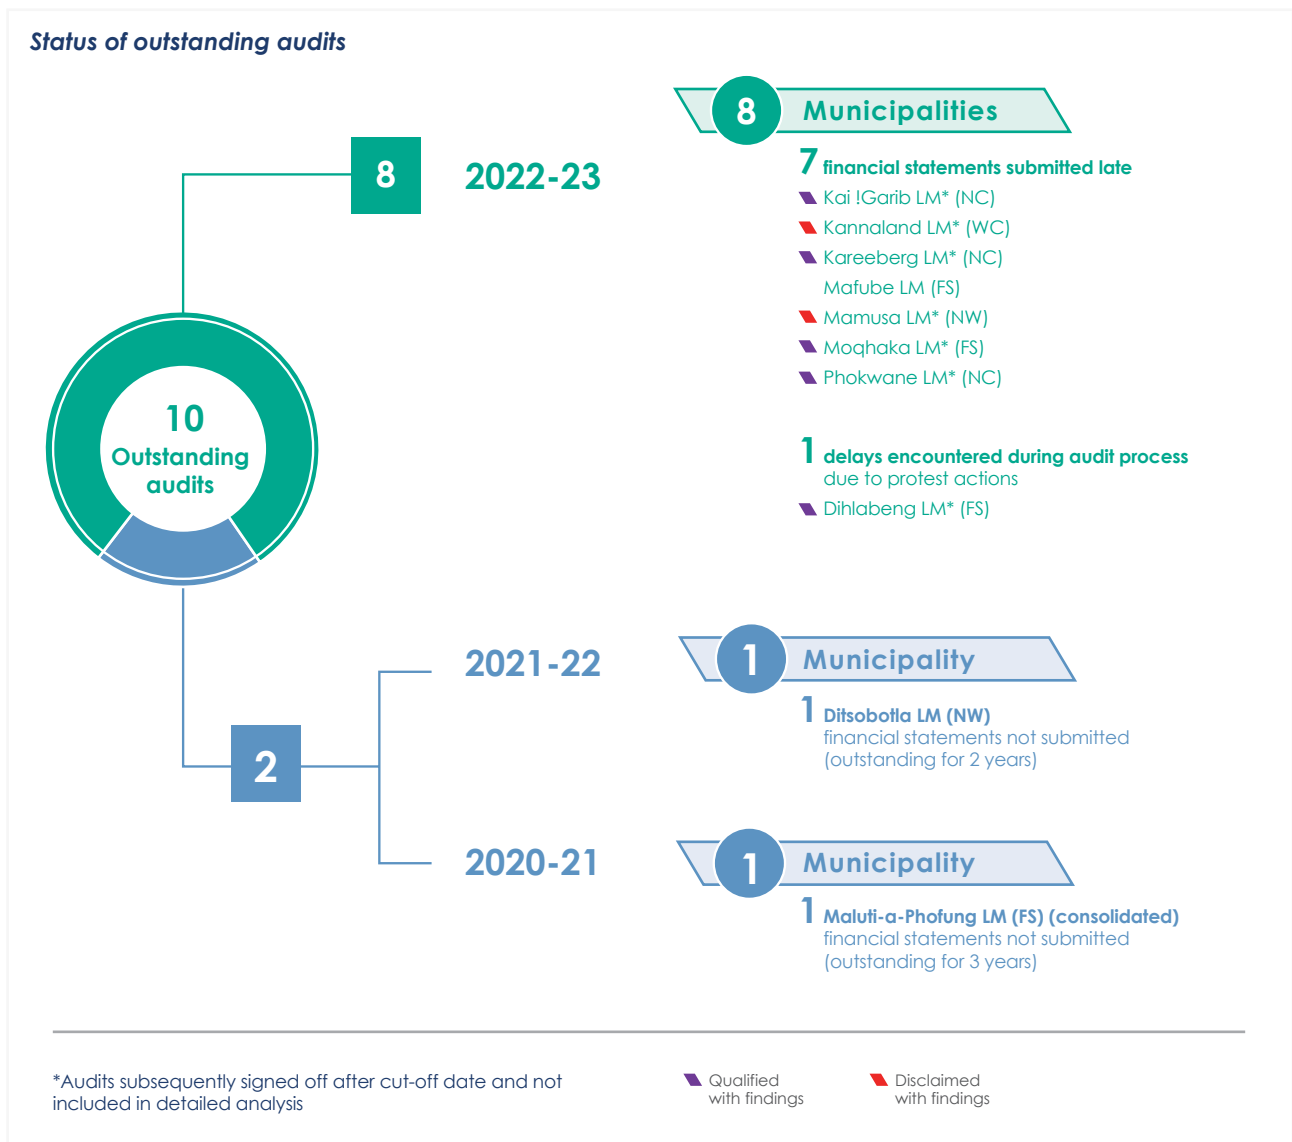 Status of outstanding audits
8
2022-23
8 Municipalities
7 financial statements submitted late
Kai !Garib LM* (NC)
Kannaland LM* (WC)
Kareeberg LM* (NC)
Mafube LM (FS)
Mamusa LM* (NW)
Moqhaka LM* (FS)
Phokwane LM* (NC)
1 delays encountered during audit process
due to protest actions
Dihlabeng LM* (FS)
10
Outstanding
audits
2
2021-22
1 Municipality
1 Ditsobotla LM (NW)
financial statements not submitted
(outstanding for 2 years)
2020-21
1 Municipality
1 Maluti-a-Phofung LM (FS) (consolidated)
financial statements not submitted
(outstanding for 3 years)
*Audits subsequently signed off after cut-off date and not
included in detailed analysis
Qualified
with findings
Disclaimed
with findings